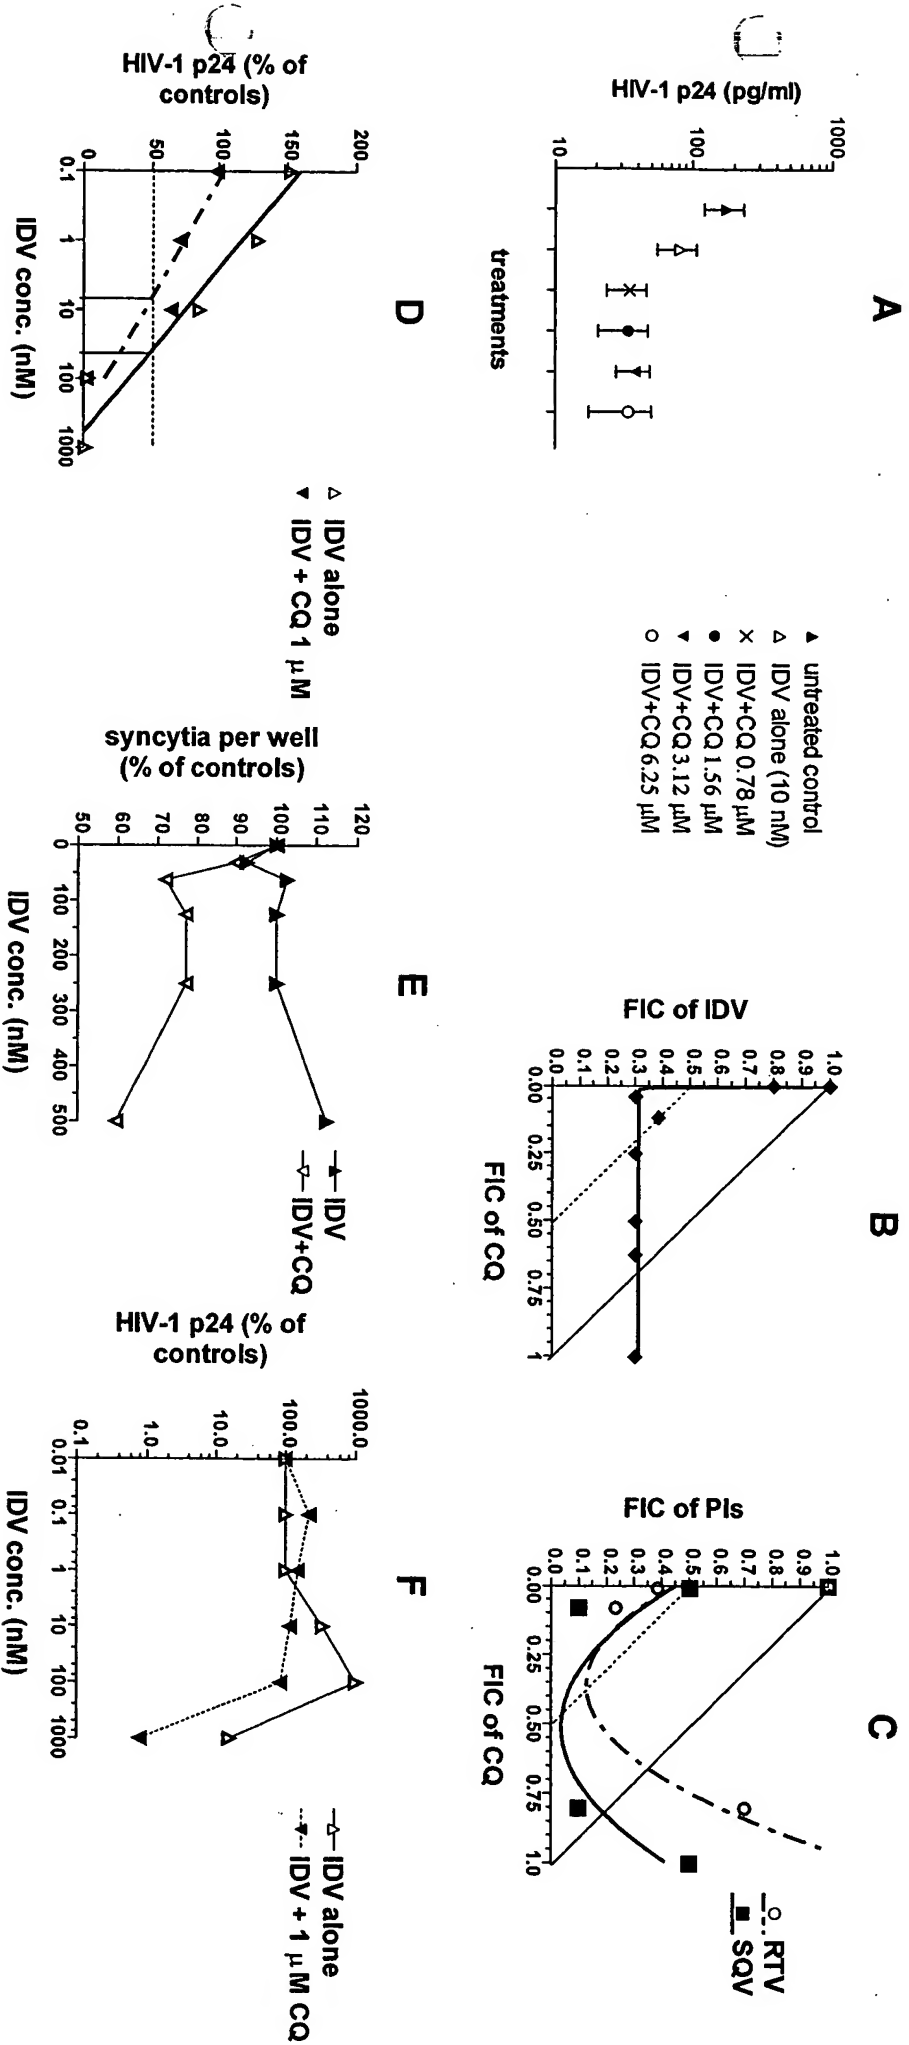 A
HIV-1 p24 (pg/ml)
1000
100
10
treatments
▲ untreated control
△ IDV alone (10 nM)
× IDV+CQ 0.78 μM
● IDV+CQ 1.56 μM
▲ IDV+CQ 3.12 μM
○ IDV+CQ 6.25 μM
B
FIC of IDV
1.0
0.9
0.8
0.7
0.6
0.5
0.4
0.3
0.2
0.1
0.0
0.00 0.25 0.50 0.75 1
FIC of CQ
C
FIC of PIs
1.0
0.9
0.8
0.7
0.6
0.5
0.4
0.3
0.2
0.1
0.0
0.00 0.25 0.50 0.75 1.0
FIC of CQ
RTV
SQV
D
HIV-1 p24 (% of
controls)
200
150
100
50
0
0.1 1 10 100 1000
IDV conc. (nM)
△ IDV alone
▲ IDV + CQ 1 μM
E
syncytia per well
(% of controls)
120
110
100
90
80
70
60
50
0 100 200 300 400 500
IDV conc. (nM)
IDV
IDV+CQ
F
HIV-1 p24 (% of
controls)
1000.0
100.0
10.0
1.0
0.1
0.01 0.1 1 10 100 1000
IDV conc. (nM)
IDV alone
IDV + 1 μM CQ